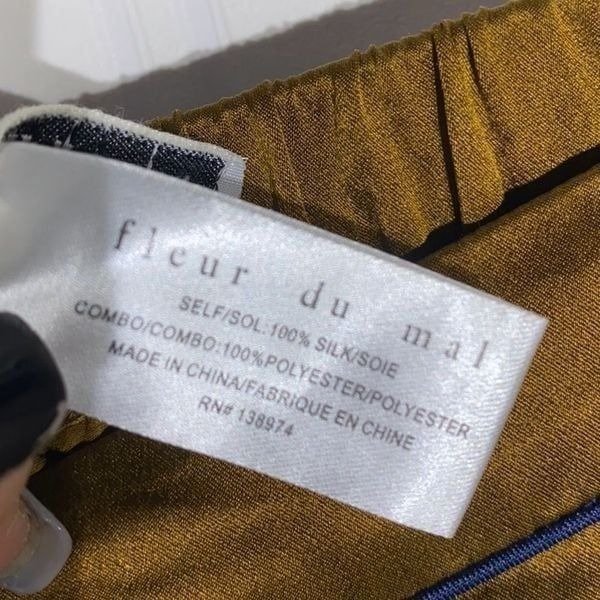 fleur du mal
SELF/SOL:100% SILK/SOIE
COMBO/COMBO:100%POLYESTER/POLYESTER
MADE IN CHINA/FABRIQUE EN CHINE
RN# 138974